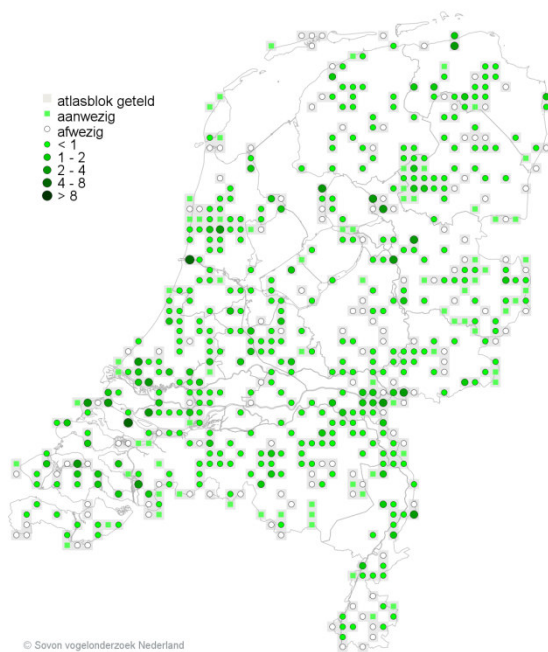 atlasblok geteld
aanwezig
afwezig
< 1
1 - 2
2 - 4
4 - 8
> 8
© Sovon vogelonderzoek Nederland